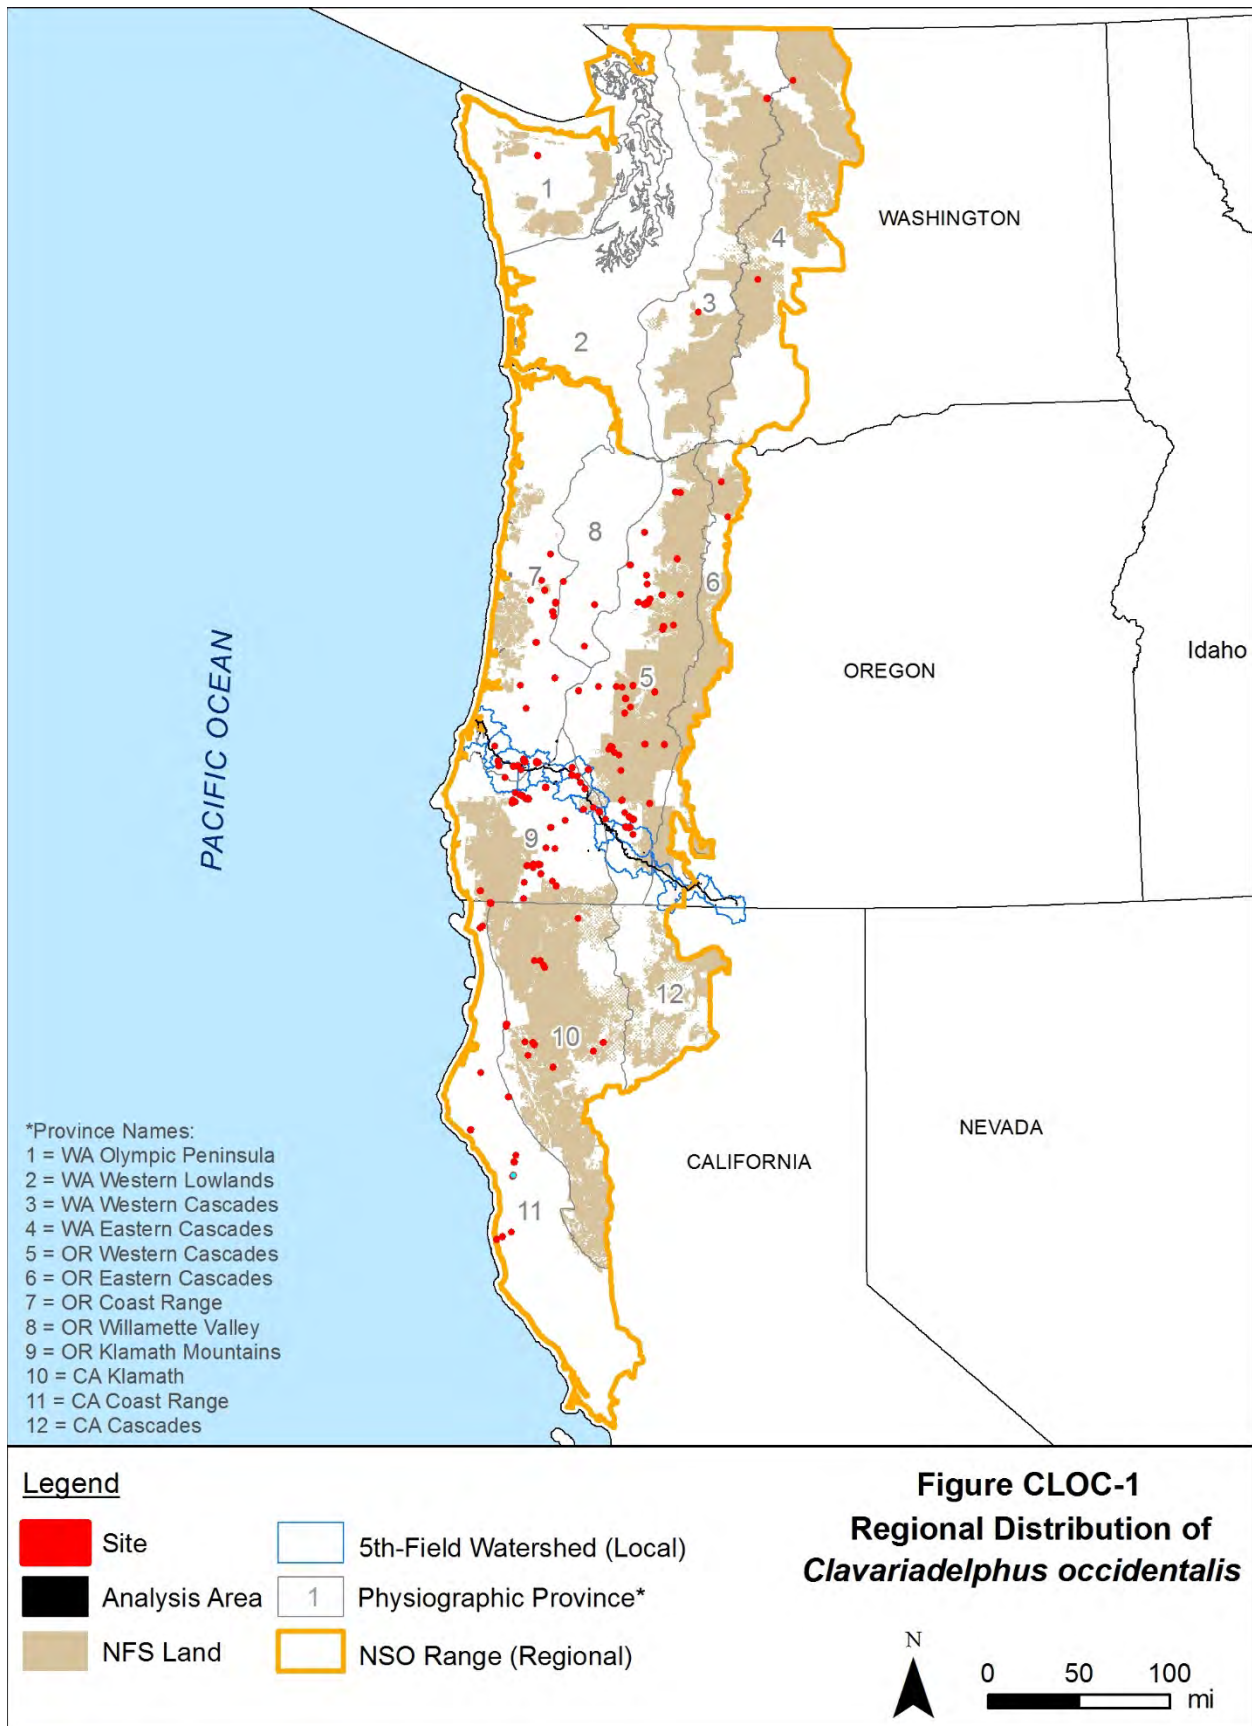 1
WASHINGTON
4
3
2
8
7
6
PACIFIC OCEAN
OREGON
Idaho
5
9
12
10
NEVADA
CALIFORNIA
11
*Province Names:
1 = WA Olympic Peninsula
2 = WA Western Lowlands
3 = WA Western Cascades
4 = WA Eastern Cascades
5 = OR Western Cascades
6 = OR Eastern Cascades
7 = OR Coast Range
8 = OR Willamette Valley
9 = OR Klamath Mountains
10 = CA Klamath
11 = CA Coast Range
12 = CA Cascades
Legend
Site
Analysis Area
NFS Land
5th-Field Watershed (Local)
1 Physiographic Province*
NSO Range (Regional)
Figure CLOC-1
Regional Distribution of
Clavariadelphus occidentalis
N
0 50 100
mi